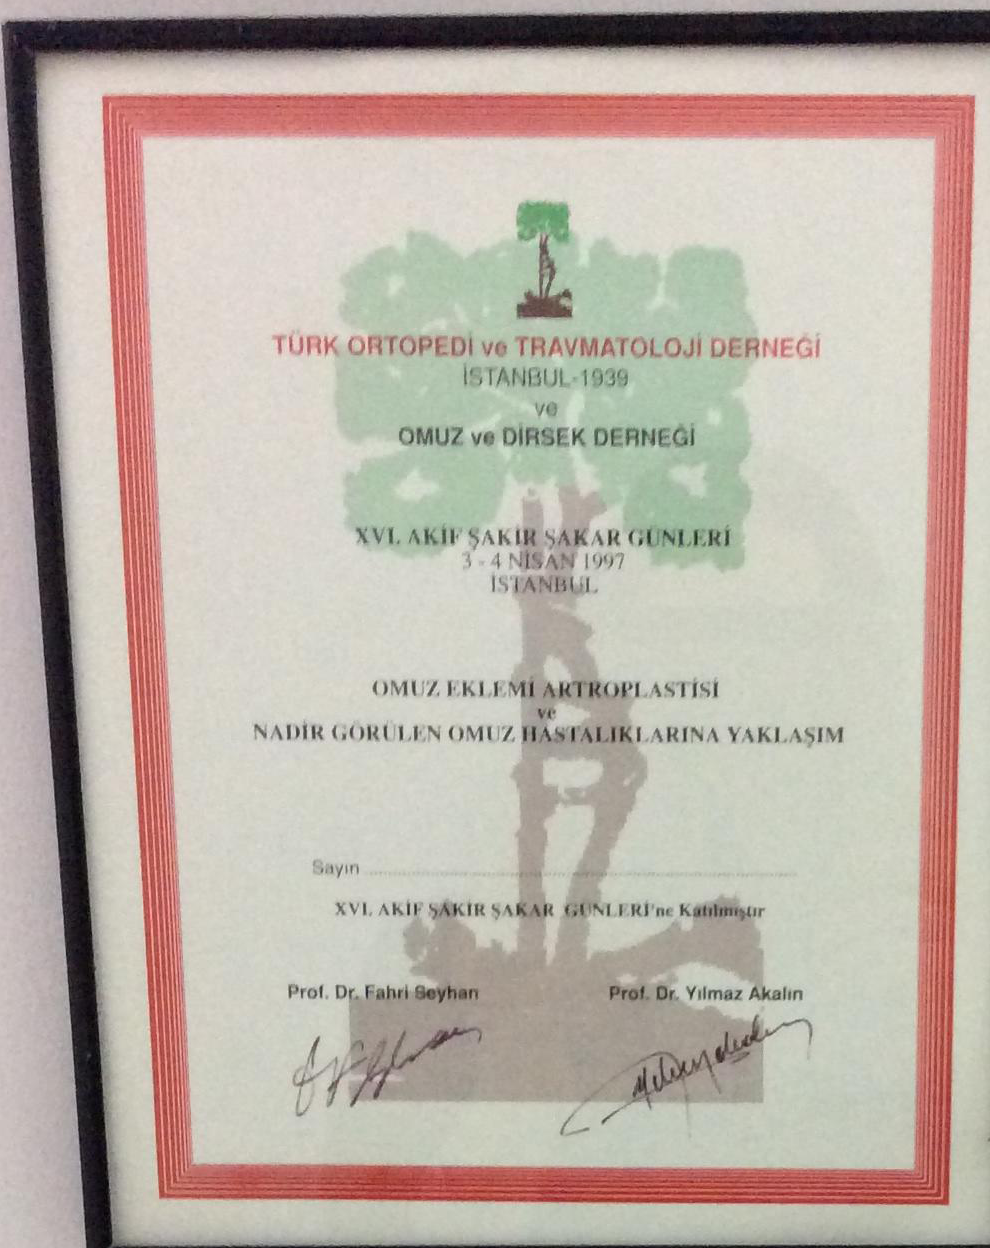 TÜRK ORTOPEDİ ve TRAVMATOLOJİ DERNEĞİ
İSTANBUL-1939
ve
OMUZ ve DİRSEK DERNEĞİ
XVI. AKİF ŞAKİR ŞAKAR GÜNLERİ
3 - 4 NİSAN 1997
İSTANBUL
OMUZ EKLEMİ ARTROPLASTİSİ
ve
NADİR GÖRÜLEN OMUZ HASTALIKLARINA YAKLAŞIM
Sayın
XVI. AKİF ŞAKİR ŞAKAR GÜNLERİ'ne Katılmıştır
Prof. Dr. Fahri Seyhan Prof. Dr. Yılmaz Akalın